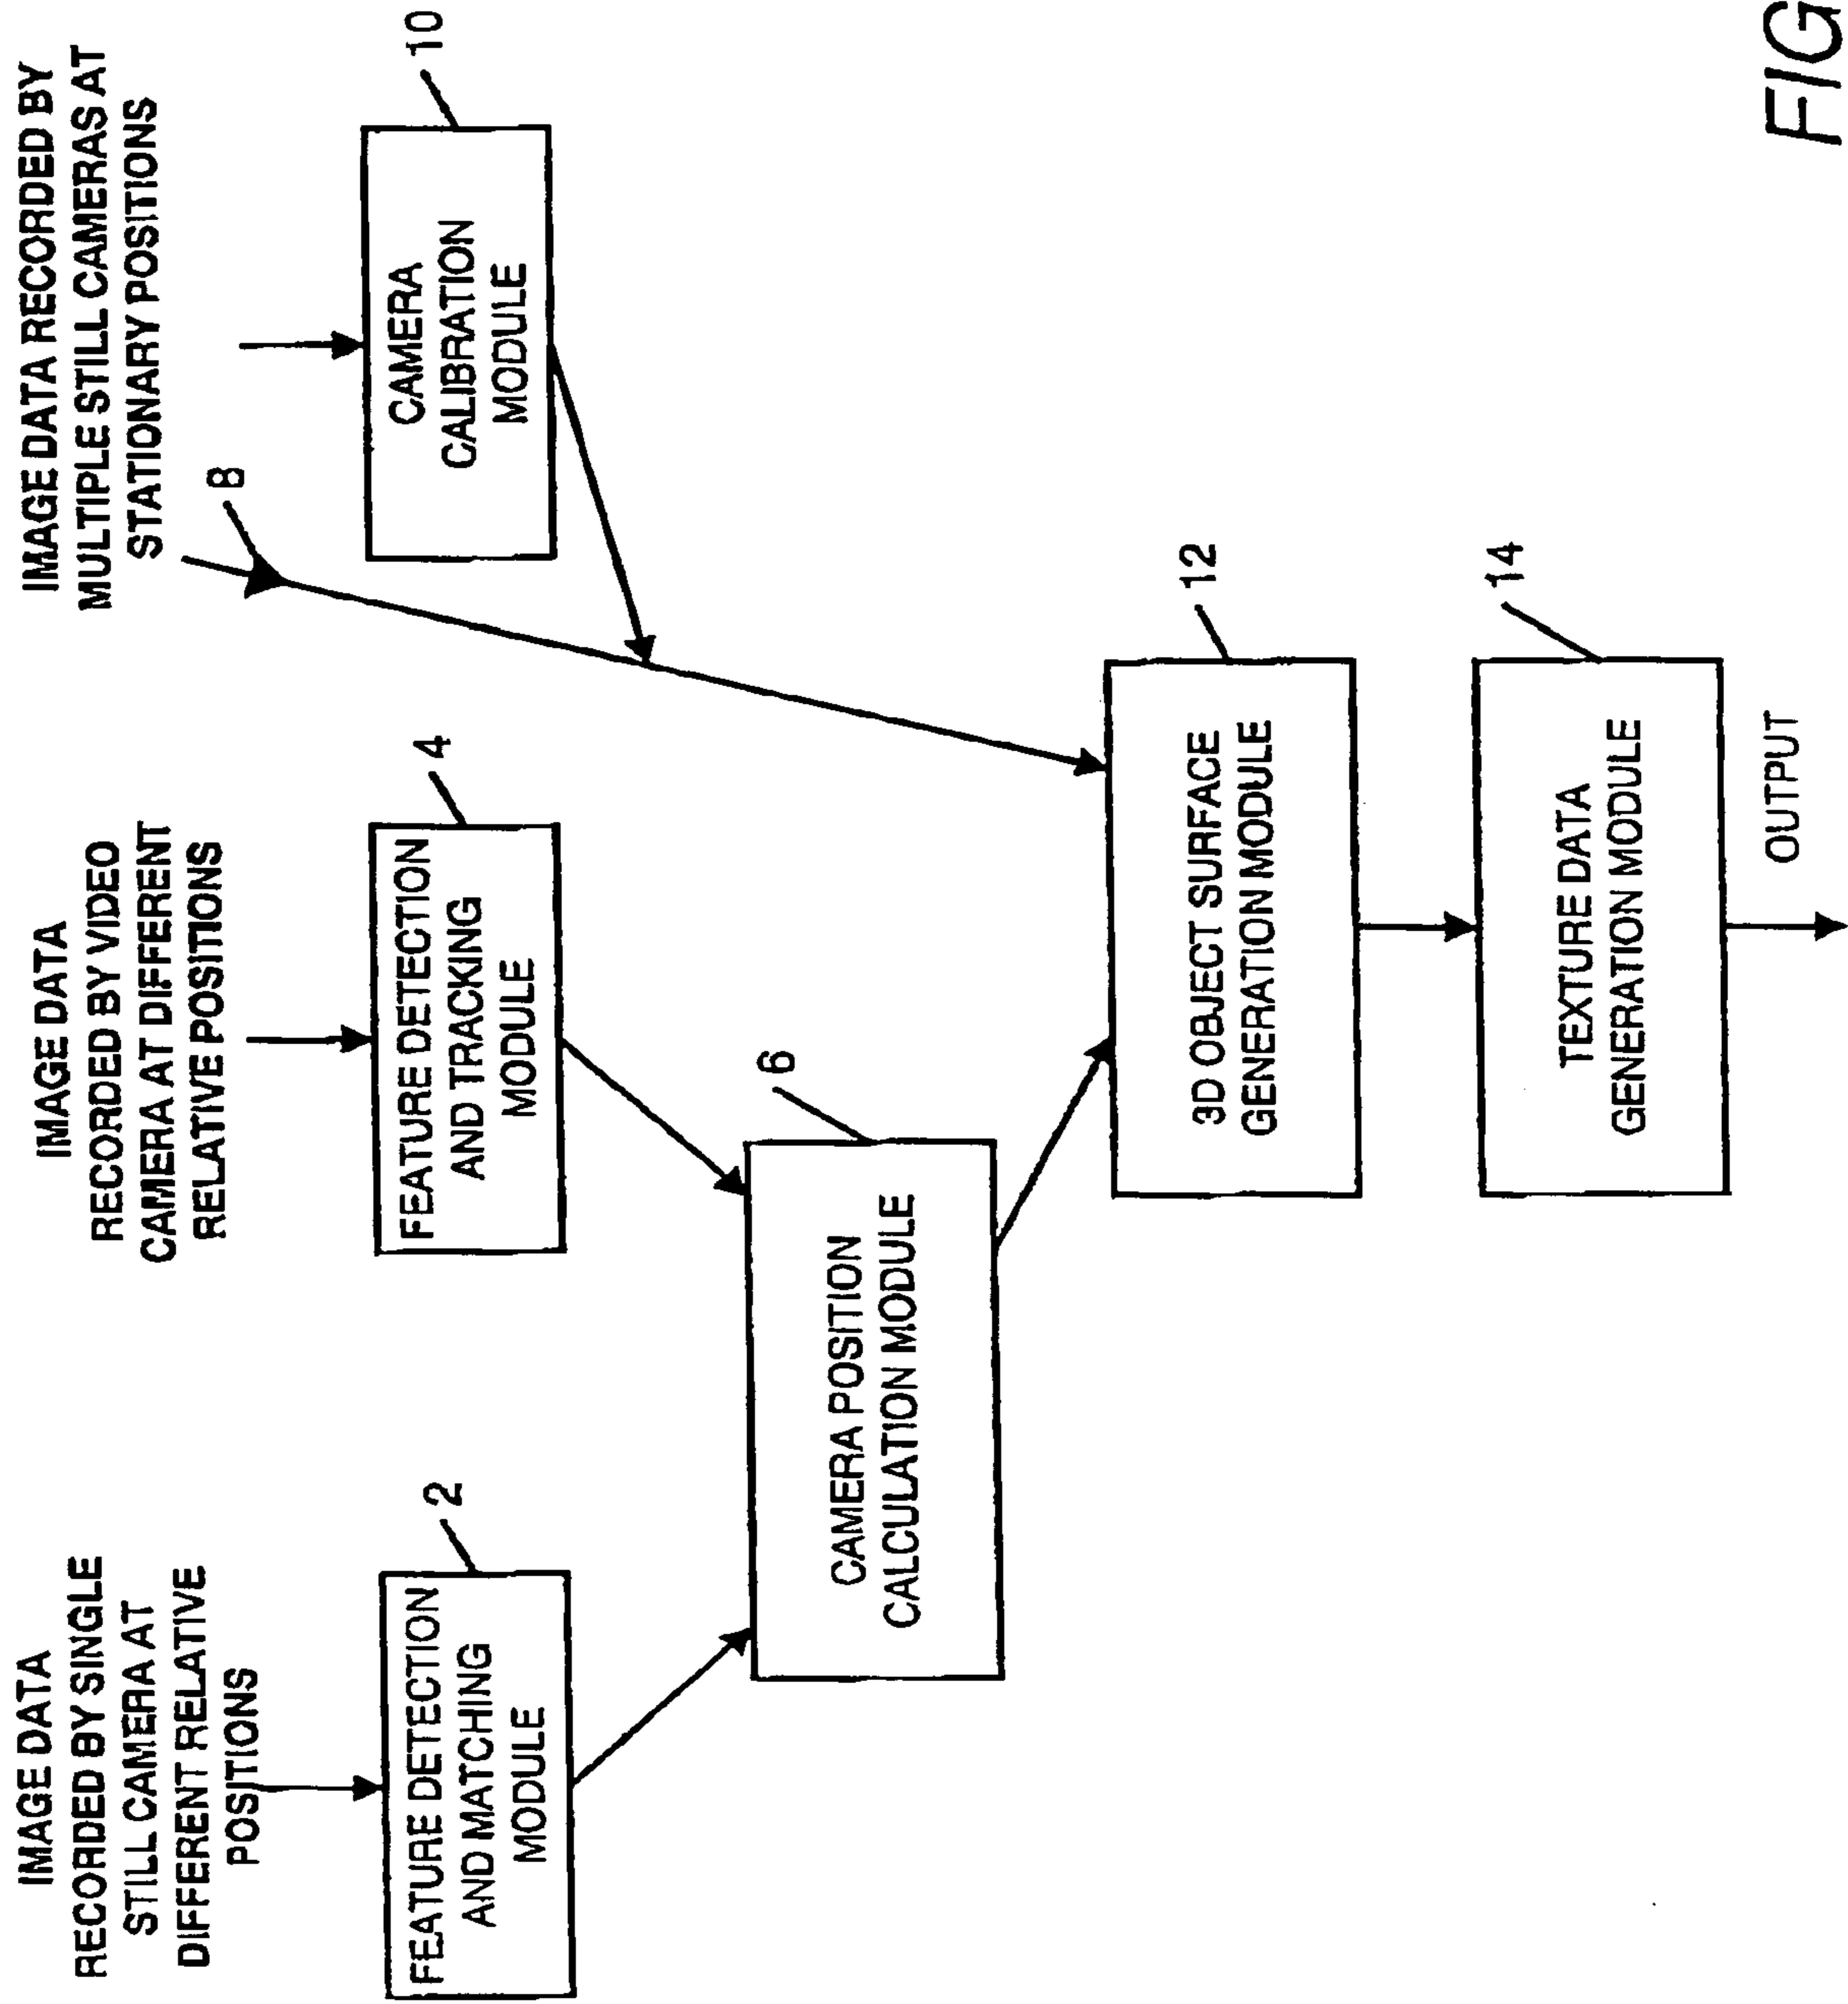 IMAGE DATA
RECORDED BY SINGLE
STILL CAMERA AT
DIFFERENT RELATIVE
POSITIONS
IMAGE DATA
RECORDED BY VIDEO
CAMERA AT DIFFERENT
RELATIVE POSITIONS
IMAGE DATA RECORDED BY
MULTIPLE STILL CAMERAS AT
STATIONARY POSITIONS
8
2
FEATURE DETECTION
AND MATCHING
MODULE
4
FEATURE DETECTION
AND TRACKING
MODULE
10
CAMERA
CALIBRATION
MODULE
6
CAMERA POSITION
CALCULATION MODULE
12
3D OBJECT SURFACE
GENERATION MODULE
14
TEXTURE DATA
GENERATION MODULE
OUTPUT
FIG